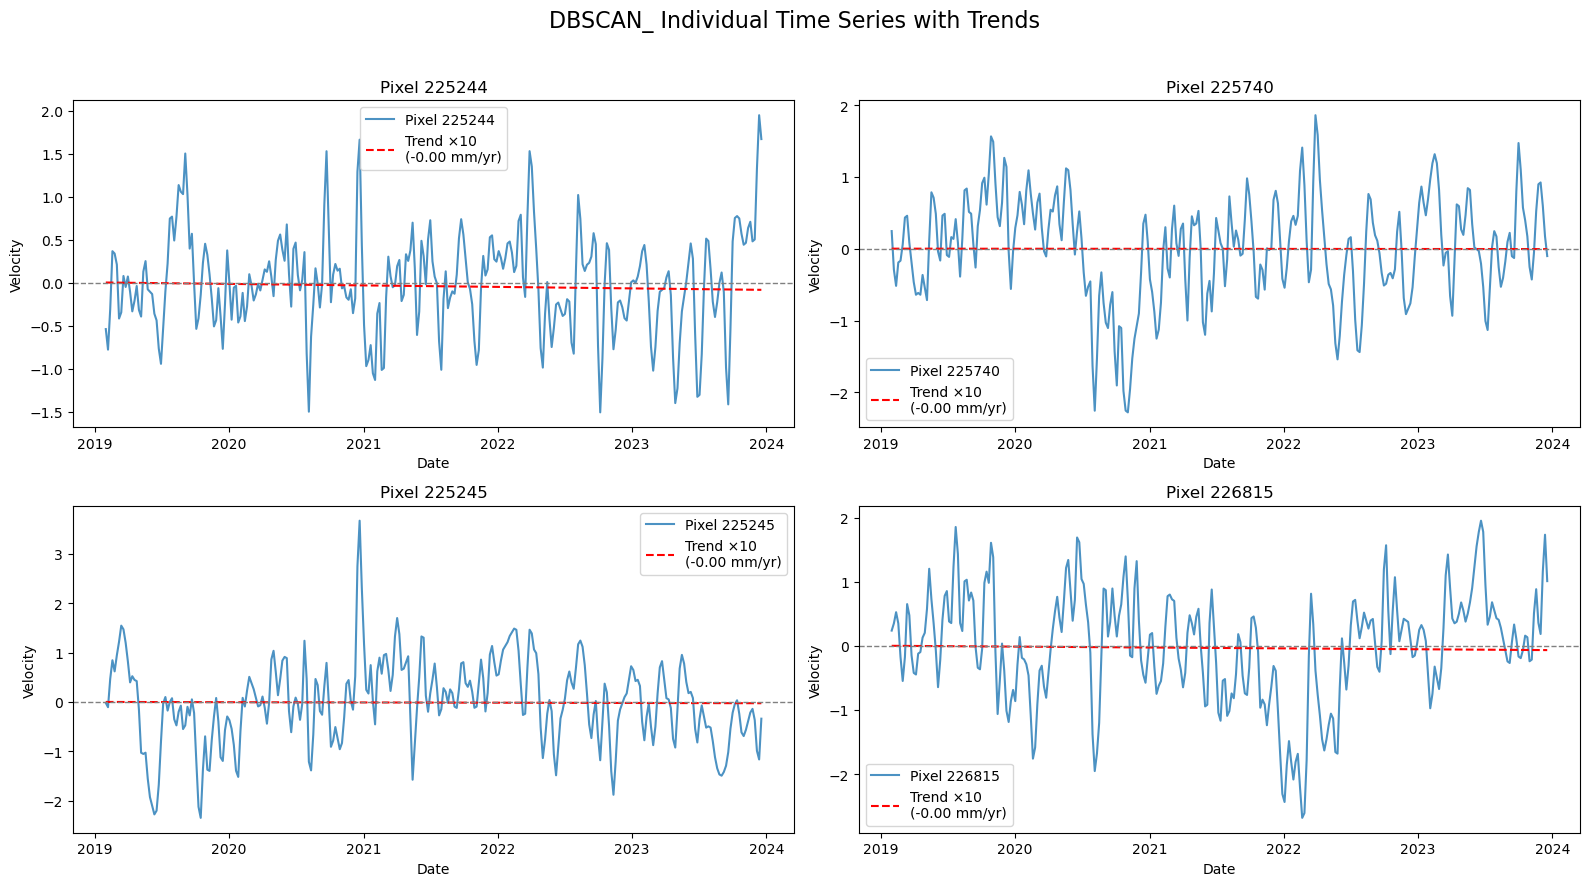 DBSCAN_ Individual Time Series with Trends
Pixel 225244
Velocity
2.0
1.5
1.0
0.5
0.0
−0.5
−1.0
−1.5
Pixel 225244
Trend ×10
(-0.00 mm/yr)
2019
2020
2021
2022
2023
2024
Date
Pixel 225740
Velocity
2
1
0
−1
−2
Pixel 225740
Trend ×10
(-0.00 mm/yr)
2019
2020
2021
2022
2023
2024
Date
Pixel 225245
Velocity
3
2
1
0
−1
−2
Pixel 225245
Trend ×10
(-0.00 mm/yr)
2019
2020
2021
2022
2023
2024
Date
Pixel 226815
Velocity
2
1
0
−1
−2
Pixel 226815
Trend ×10
(-0.00 mm/yr)
2019
2020
2021
2022
2023
2024
Date